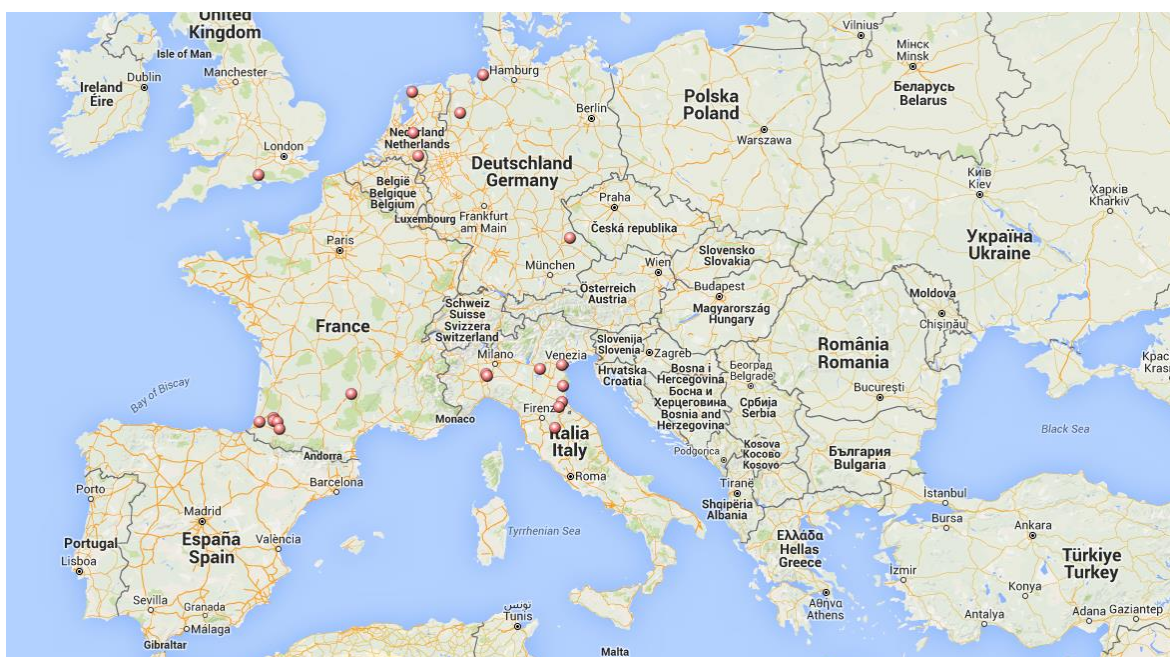 United
Kingdom
Isle of Man
Ireland
Éire
Dublin
Manchester
London
Hamburg
Berlin
Nederland
Netherlands
Deutschland
Germany
België
Belgique
Belgium
Luxembourg
Frankfurt
am Main
Polska
Poland
Warszawa
Vilnius
Мінск
Minsk
Беларусь
Belarus
Київ
Kiev
Харків
Kharkiv
Україна
Ukraine
Praha
Česká republika
Paris
München
Wien
Slovensko
Slovakia
Österreich
Austria
Budapest
Magyarország
Hungary
Moldova
Chișinău
France
Schweiz
Suisse
Svizzera
Switzerland
Milano
Venezia
Slovenija
Slovenia
Zagreb
Hrvatska
Croatia
Bosna i
Hercegovina
Босна и
Херцеговина
Bosnia and
Herzegovina
Београд
Belgrade
Србија
Serbia
România
Romania
București
Крас
Kras
Bay of Biscay
Monaco
Italia
Italy
Roma
Kosova
Косово
Kosovo
Podgorica
България
Bulgaria
Black Sea
Andorra
Barcelona
Porto
Madrid
España
Spain
València
Portugal
Lisboa
Sevilla
Granada
Málaga
Gibraltar
Tyrrhenian Sea
Tiranë
Shqipëria
Albania
Ελλάδα
Hellas
Greece
Αθήνα
Athens
İstanbul
Bursa
Ankara
Türkiye
Turkey
İzmir
Konya
Antalya
Adana
Gaziantep
تونس
Tunis
Malta